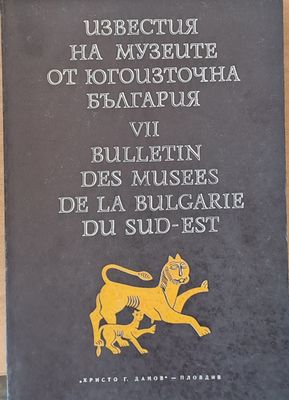 ИЗВЕСТИЯ
НА МУЗЕИТЕ
ОТ ЮГОИЗТОЧНА
БЪЛГАРИЯ
VII
BULLETIN
DES MUSEES
DE LA BULGARIE
DU SUD-EST
„ХРИСТО Г. ДАНОВ“ — ПЛОВДИВ